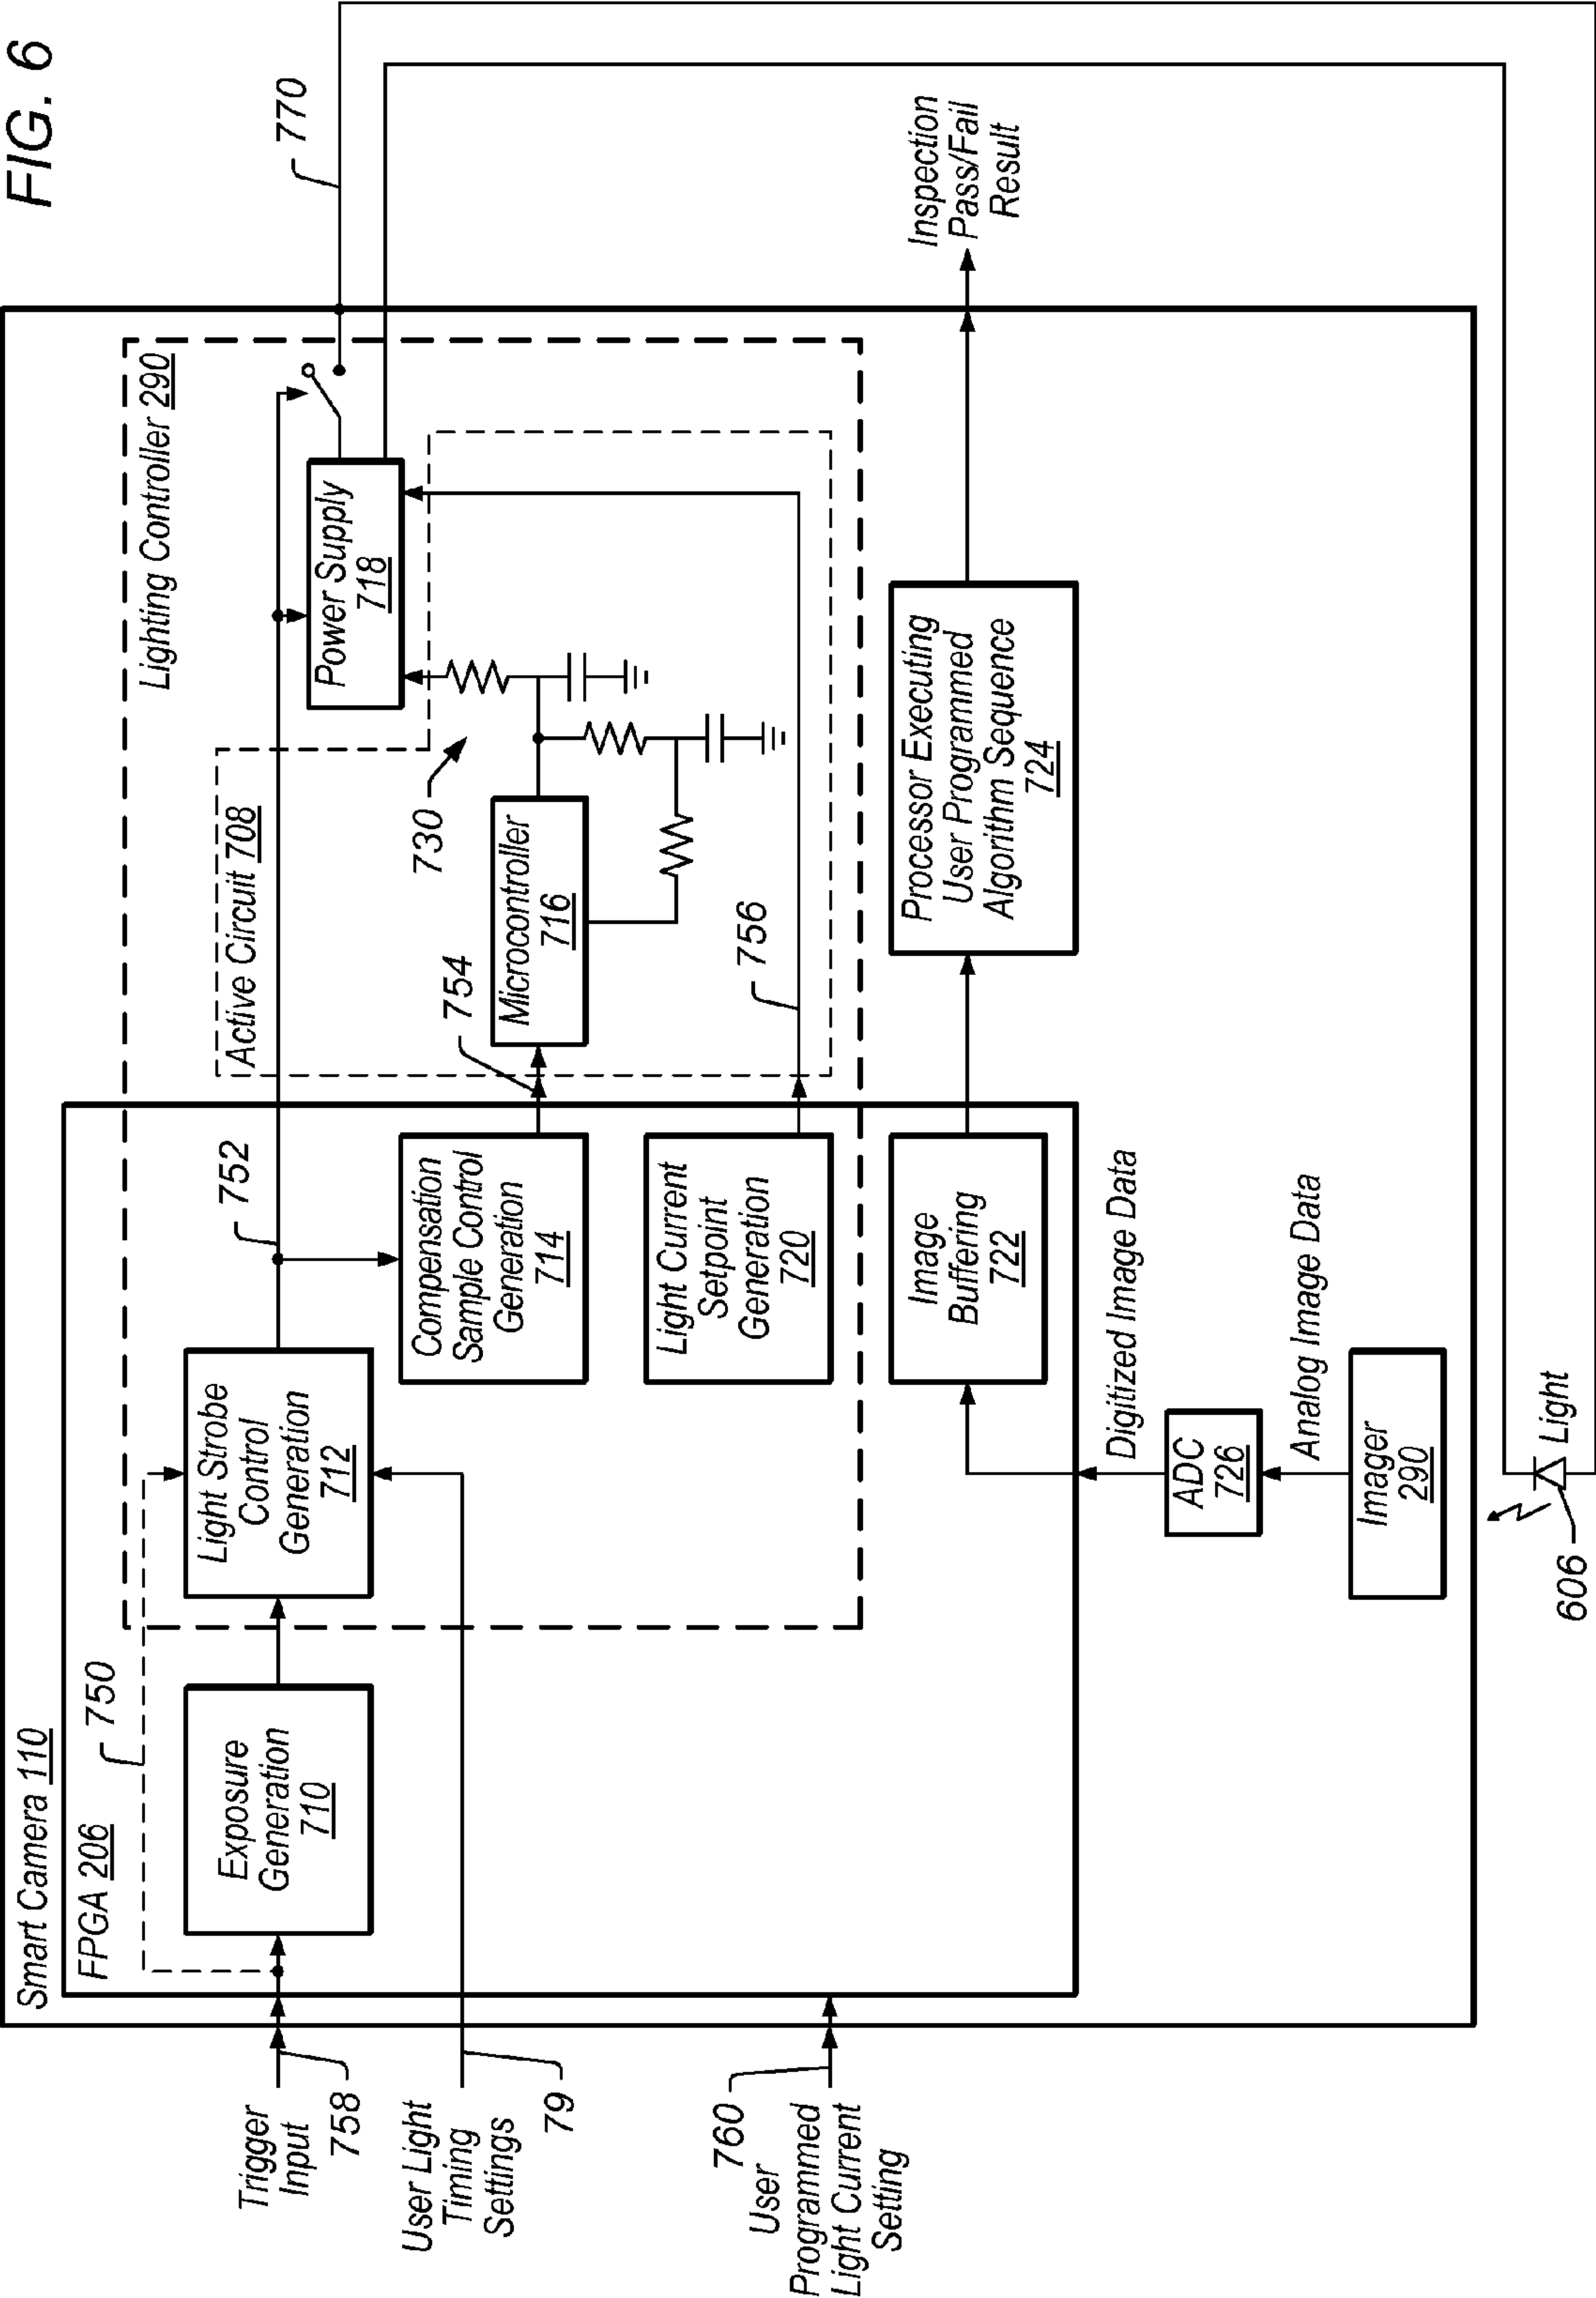 FIG. 6
Smart Camera 110
FPGA 206
750
Trigger
Input
758
Exposure
Generation
710
Light Strobe
Control
Generation
712
752
Lighting Controller 290
Active Circuit 708
Power Supply
718
770
User Light
Timing
Settings
79
Compensation
Sample Control
Generation
714
754
Microcontroller
716
730
Light Current
Setpoint
Generation
720
756
760
User
Programmed
Light Current
Setting
Image
Buffering
722
Processor Executing
User Programmed
Algorithm Sequence
724
Inspection
Pass/Fail
Result
Digitized Image Data
ADC
726
Analog Image Data
Imager
290
606
Light